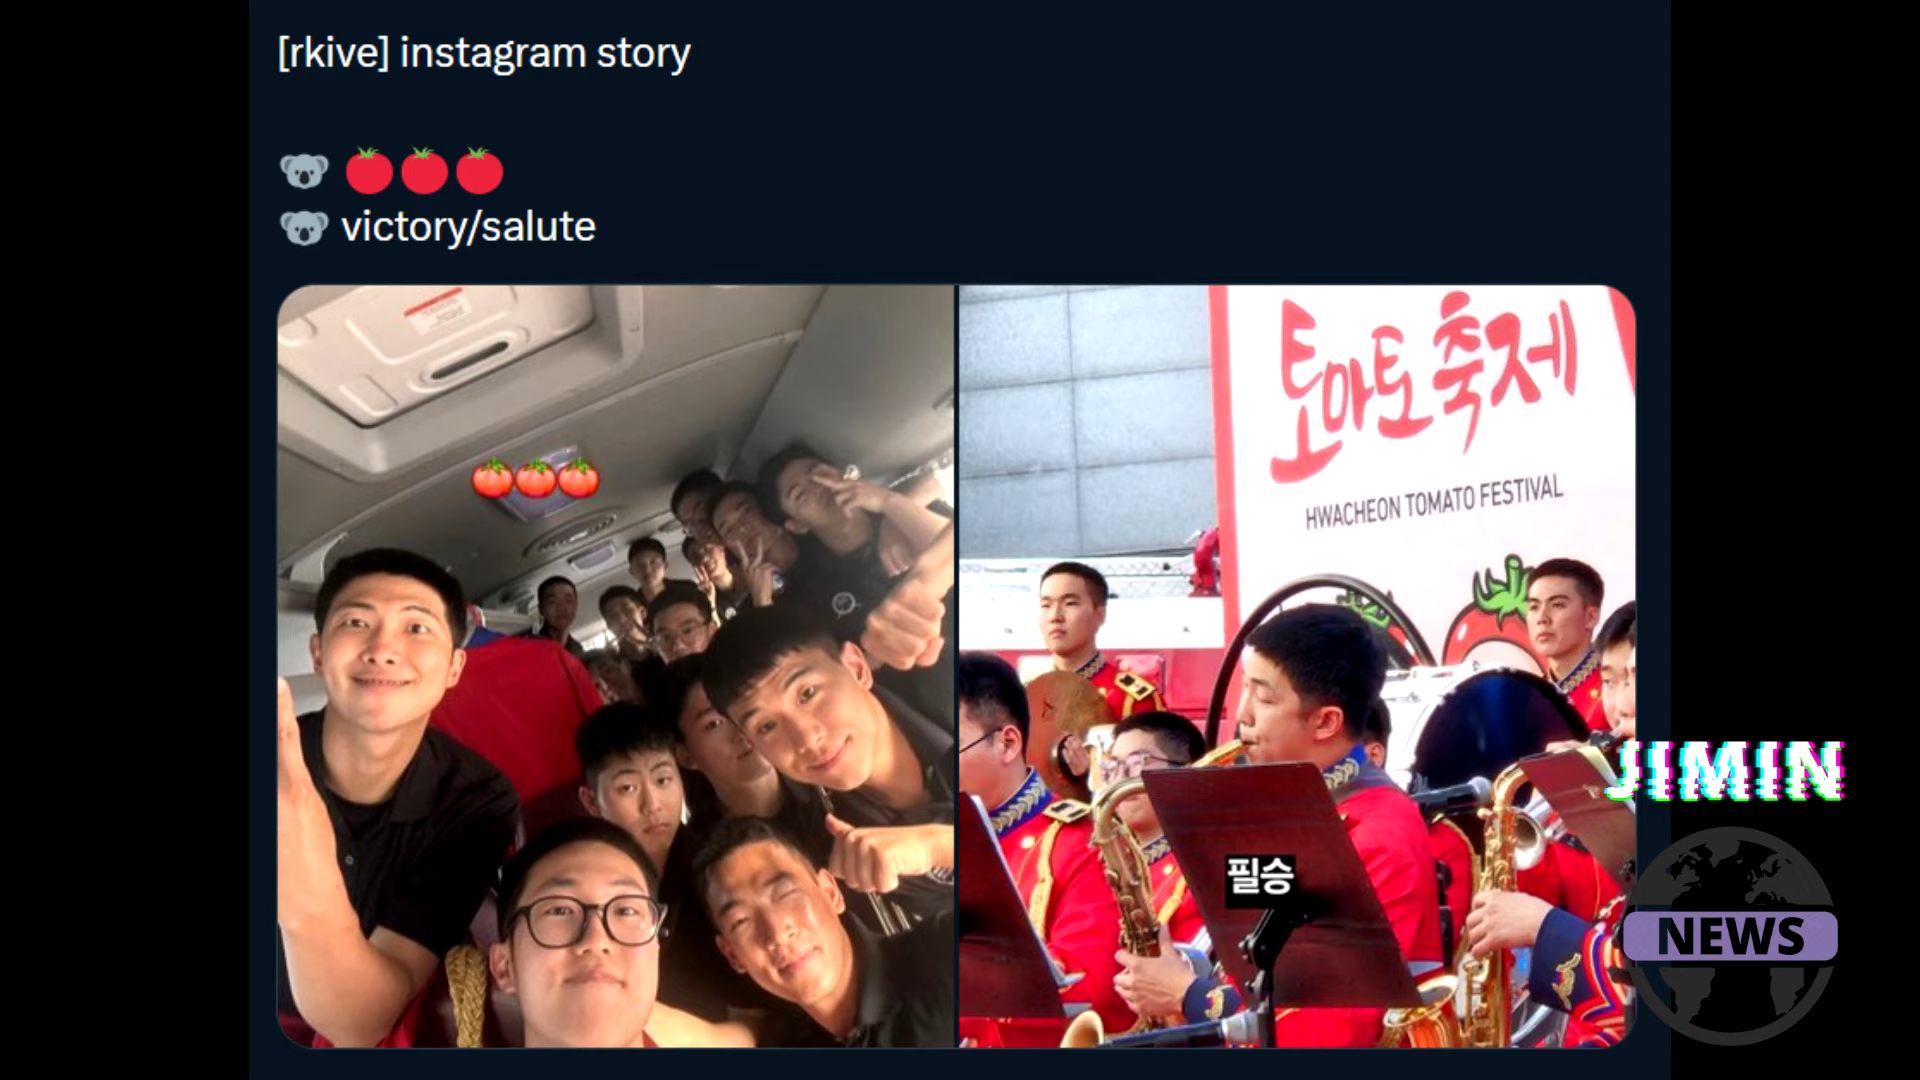 [rkive] instagram story
🐨 🍅🍅🍅
🐨 victory/salute
🍅🍅🍅
토마토 축제
HWACHEON TOMATO FESTIVAL
필승
JIMIN
NEWS